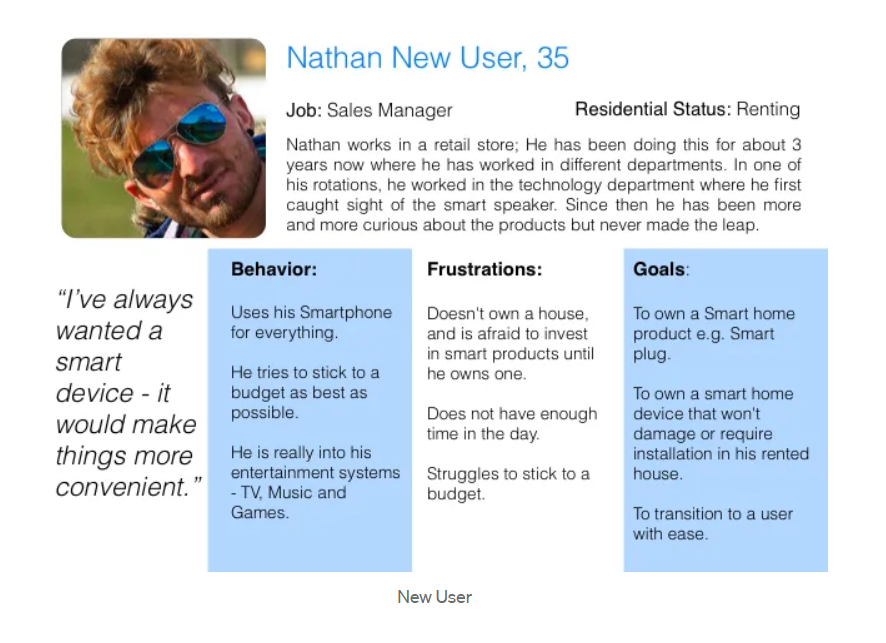 Nathan New User, 35
Job: Sales Manager
Residential Status: Renting
Nathan works in a retail store; He has been doing this for about 3
years now where he has worked in different departments. In one of
his rotations, he worked in the technology department where he first
caught sight of the smart speaker. Since then he has been more
and more curious about the products but never made the leap.
“I’ve always
wanted a
smart
device - it
would make
things more
convenient.”
Behavior:
Uses his Smartphone
for everything.
He tries to stick to a
budget as best as
possible.
He is really into his
entertainment systems
- TV, Music and
Games.
Frustrations:
Doesn't own a house,
and is afraid to invest
in smart products until
he owns one.
Does not have enough
time in the day.
Struggles to stick to a
budget.
Goals:
To own a Smart home
product e.g. Smart
plug.
To own a smart home
device that won't
damage or require
installation in his rented
house.
To transition to a user
with ease.
New User